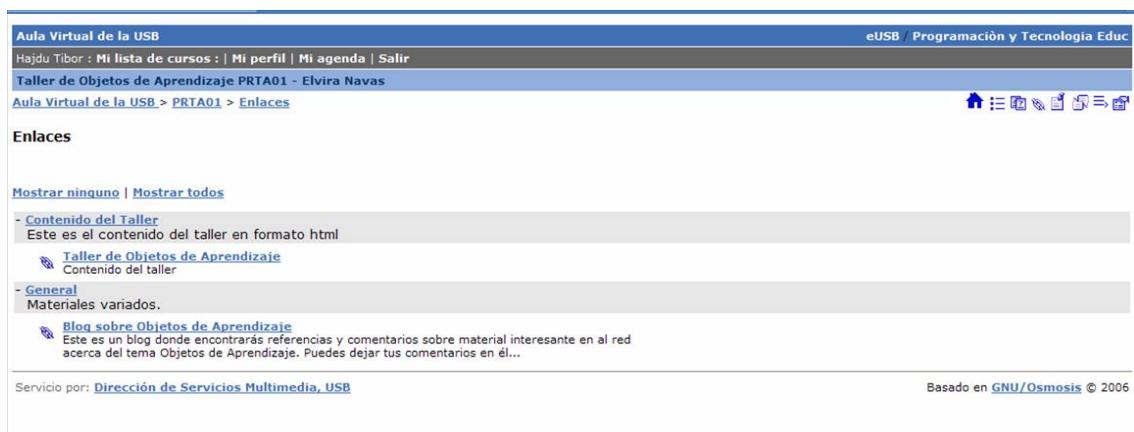 Aula Virtual de la USB eUSB / Programaciòn y Tecnologia Educ
Hajdu Tibor : Mi lista de cursos : | Mi perfil | Mi agenda | Salir
Taller de Objetos de Aprendizaje PRTA01 - Elvira Navas
Aula Virtual de la USB > PRTA01 > Enlaces
Enlaces
Mostrar ninguno | Mostrar todos
- Contenido del Taller
Este es el contenido del taller en formato html
Taller de Objetos de Aprendizaje
Contenido del taller
- General
Materiales variados.
Blog sobre Objetos de Aprendizaje
Este es un blog donde encontrarás referencias y comentarios sobre material interesante en al red
acerca del tema Objetos de Aprendizaje. Puedes dejar tus comentarios en él...
Servicio por: Dirección de Servicios Multimedia, USB Basado en GNU/Osmosis © 2006